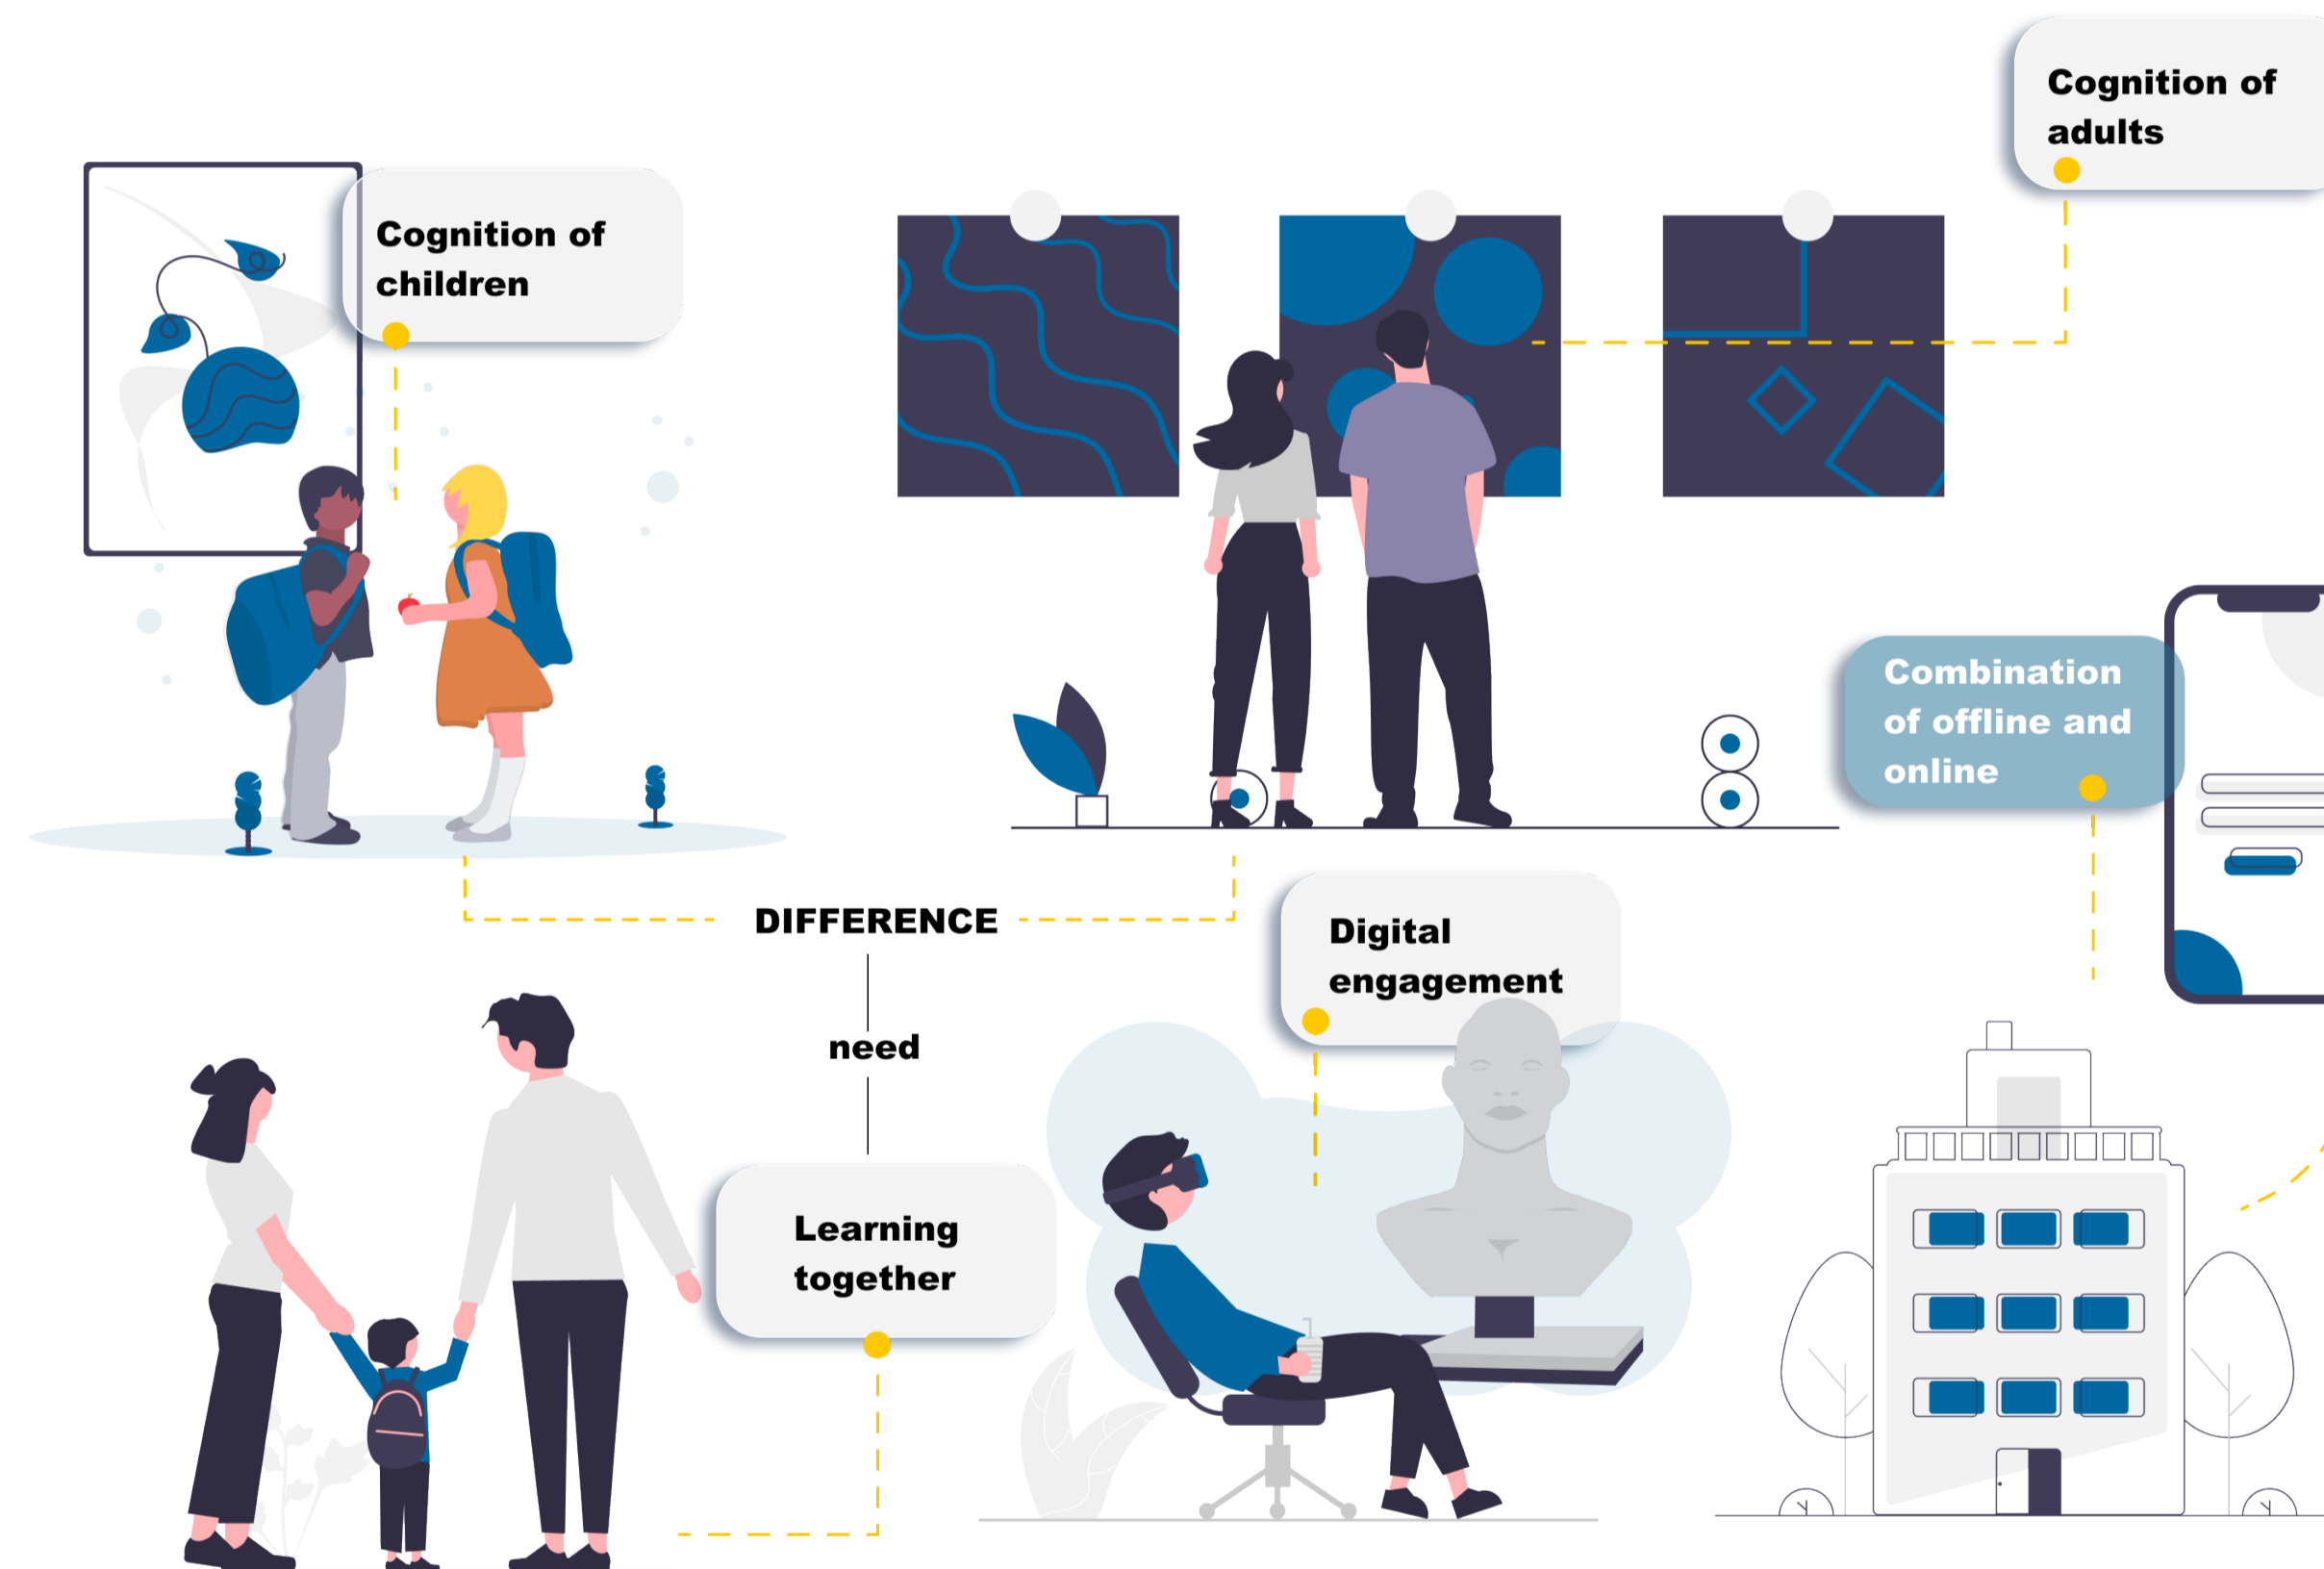 Cognition of
adults
Cognition of
children
Combination
of offline and
online
DIFFERENCE
Digital
engagement
need
Learning
together